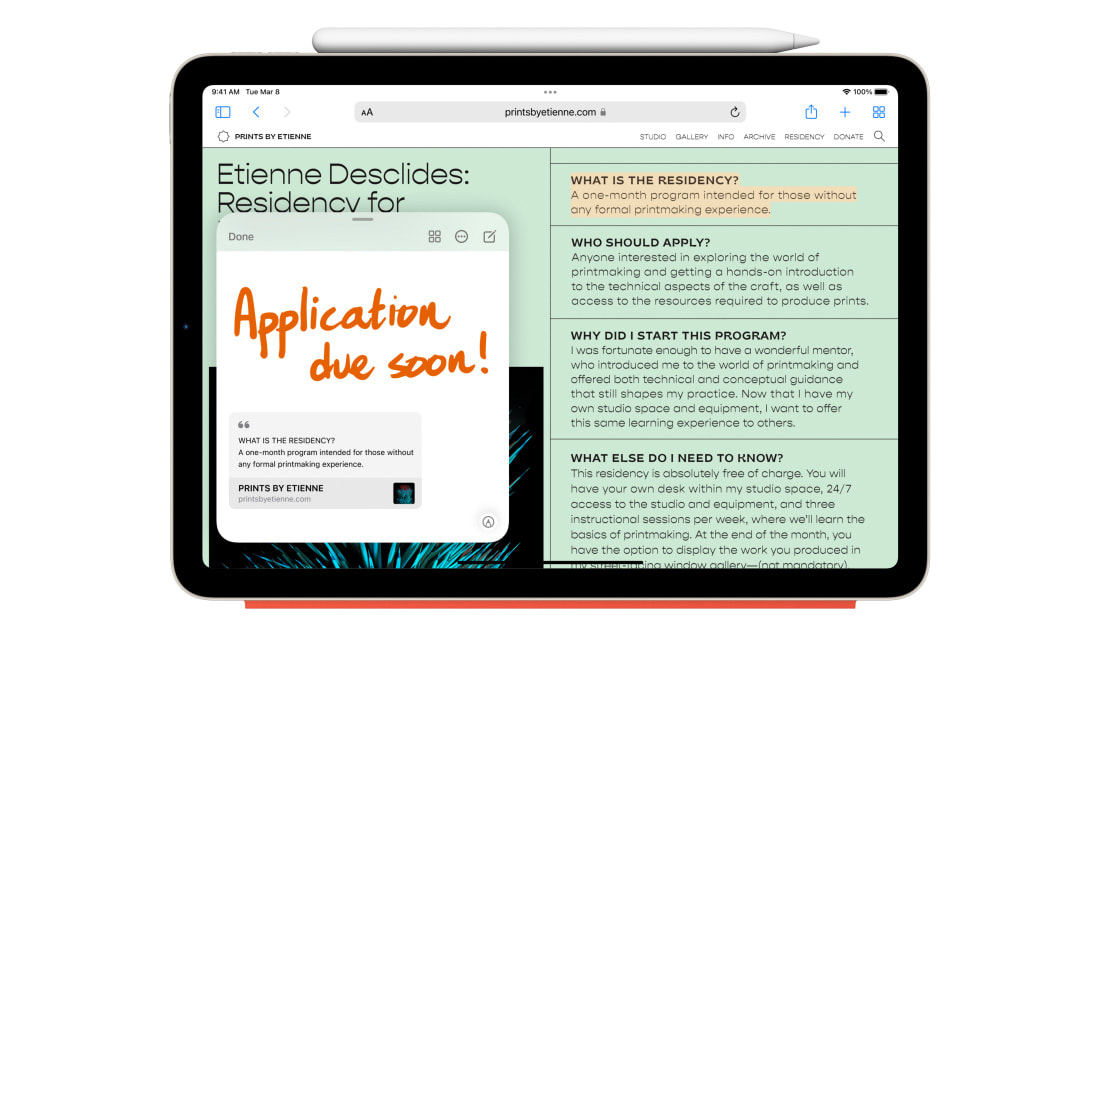 9:41 AM Tue Mar 8
100%
AA
printsbyetienne.com
PRINTS BY ETIENNE
STUDIO GALLERY INFO ARCHIVE RESIDENCY DONATE
Etienne Desclides:
Residency for
Done
Application
due soon!
WHAT IS THE RESIDENCY?
A one-month program intended for those without
any formal printmaking experience.
PRINTS BY ETIENNE
printsbyetienne.com
WHAT IS THE RESIDENCY?
A one-month program intended for those without
any formal printmaking experience.
WHO SHOULD APPLY?
Anyone interested in exploring the world of
printmaking and getting a hands-on introduction
to the technical aspects of the craft, as well as
access to the resources required to produce prints.
WHY DID I START THIS PROGRAM?
I was fortunate enough to have a wonderful mentor,
who introduced me to the world of printmaking and
offered both technical and conceptual guidance
that still shapes my practice. Now that I have my
own studio space and equipment, I want to offer
this same learning experience to others.
WHAT ELSE DO I NEED TO KNOW?
This residency is absolutely free of charge. You will
have your own desk within my studio space, 24/7
access to the studio and equipment, and three
instructional sessions per week, where we'll learn the
basics of printmaking. At the end of the month, you
have the option to display the work you produced in
my street-facing window gallery—(not mandatory)